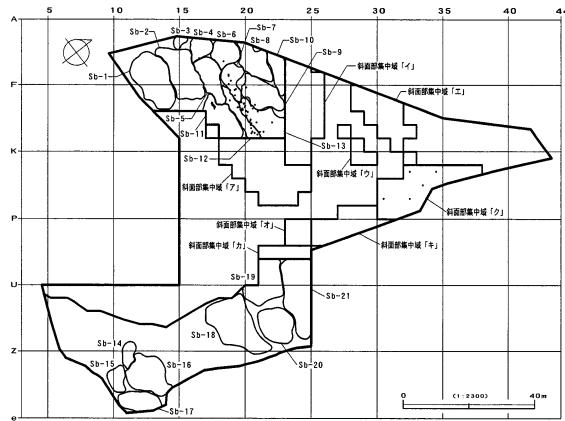 5 10 15 20 25 30 35 40 44
A
F
K
P
U
Z
e
Sb-1
Sb-2
Sb-3
Sb-4
Sb-6
Sb-7
Sb-8
Sb-10
Sb-9
Sb-5
Sb-11
Sb-12
Sb-13
斜面部集中域「イ」
斜面部集中域「エ」
斜面部集中域「ア」
斜面部集中域「ウ」
斜面部集中域「オ」
斜面部集中域「カ」
斜面部集中域「ク」
斜面部集中域「キ」
Sb-19
Sb-21
Sb-18
Sb-20
Sb-14
Sb-15
Sb-16
Sb-17
0 (1:2300) 40m